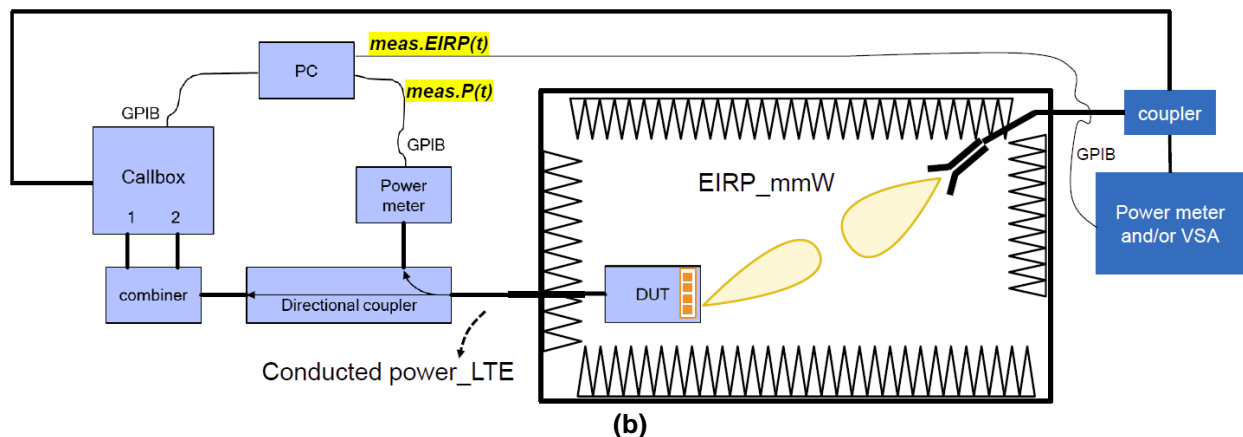 meas.EIRP(t)
PC
meas.P(t)
GPIB
GPIB
Callbox
1 2
Power
meter
combiner
Directional coupler
Conducted power_LTE
EIRP_mmW
DUT
coupler
GPIB
Power meter
and/or VSA
(b)